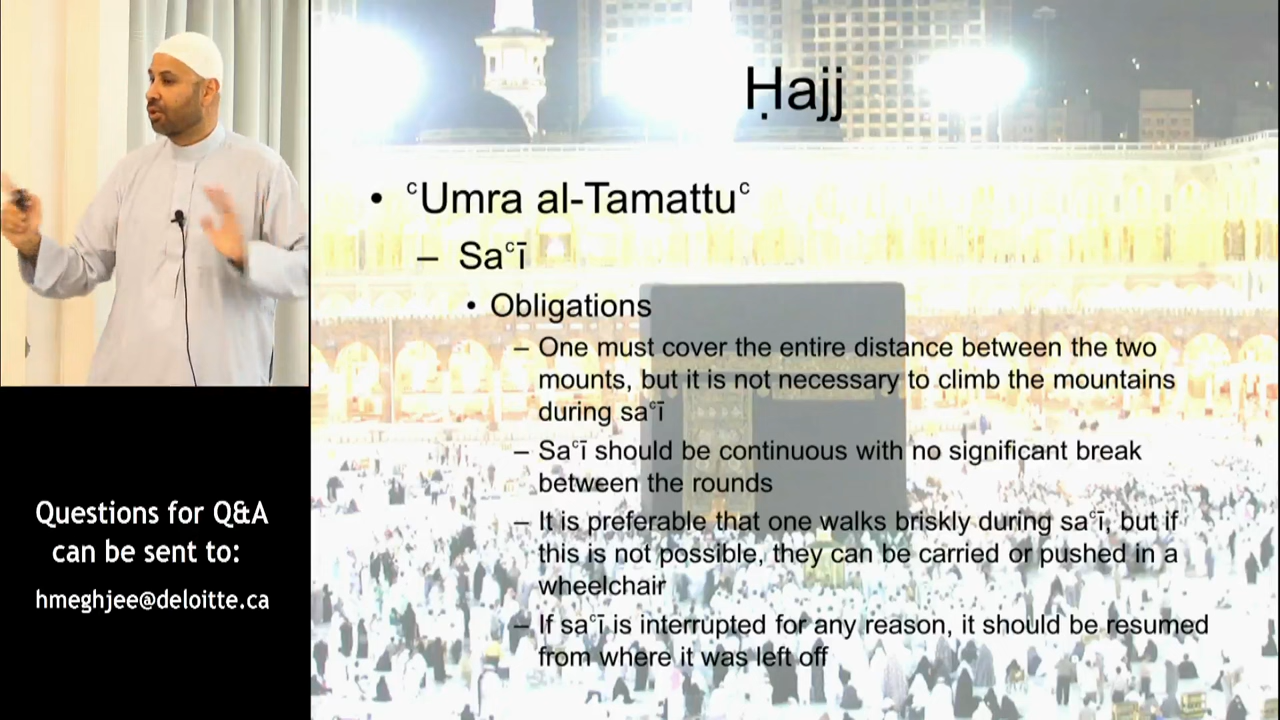 Ḥajj
• ᶜUmra al-Tamattuᶜ
– Saᶜī
• Obligations
– One must cover the entire distance between the two
mounts, but it is not necessary to climb the mountains
during saᶜī
– Saᶜī should be continuous with no significant break
between the rounds
– It is preferable that one walks briskly during saᶜī, but if
this is not possible, they can be carried or pushed in a
wheelchair
– If saᶜī is interrupted for any reason, it should be resumed
from where it was left off
Questions for Q&A
can be sent to:
hmeghjee@deloitte.ca